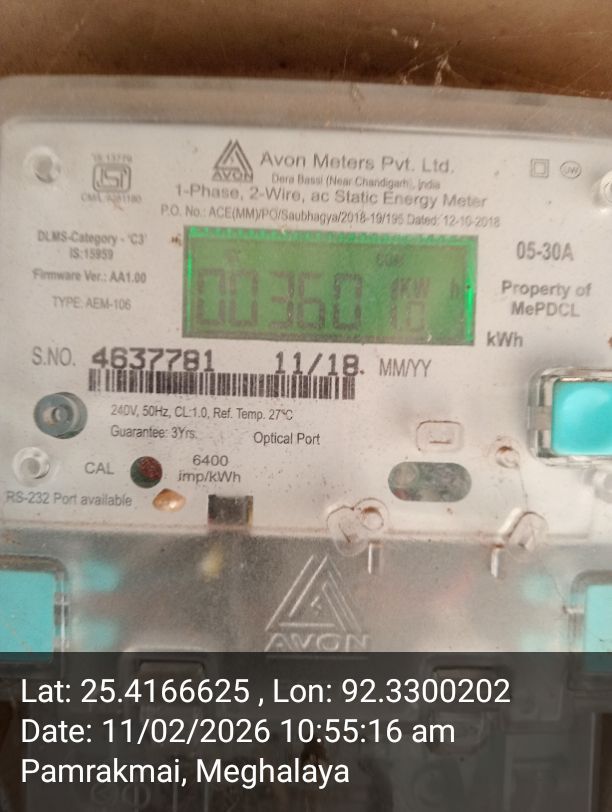 IS 13779
ISI
AVON
Avon Meters Pvt. Ltd.
Dera Bassi (Near Chandigarh), India
1-Phase, 2-Wire, ac Static Energy Meter
P.O. No.: ACE(MM)/PO/Saubhagya/2018-19/195 Dated: 12-10-2018
DLMS-Category - 'C3'
IS:15959
Firmware Ver.: AA1.00
TYPE: AEM-106
COM
00360
KW h
1.0
05-30A
Property of
MePDCL
kWh
S.NO. 4637781 11/18. MM/YY
240V, 50Hz, CL:1.0, Ref. Temp. 27°C
Guarantee: 3Yrs.
Optical Port
CAL
6400
imp/kWh
RS-232 Port available
AVON
Lat: 25.4166625 , Lon: 92.3300202
Date: 11/02/2026 10:55:16 am
Pamrakmai, Meghalaya